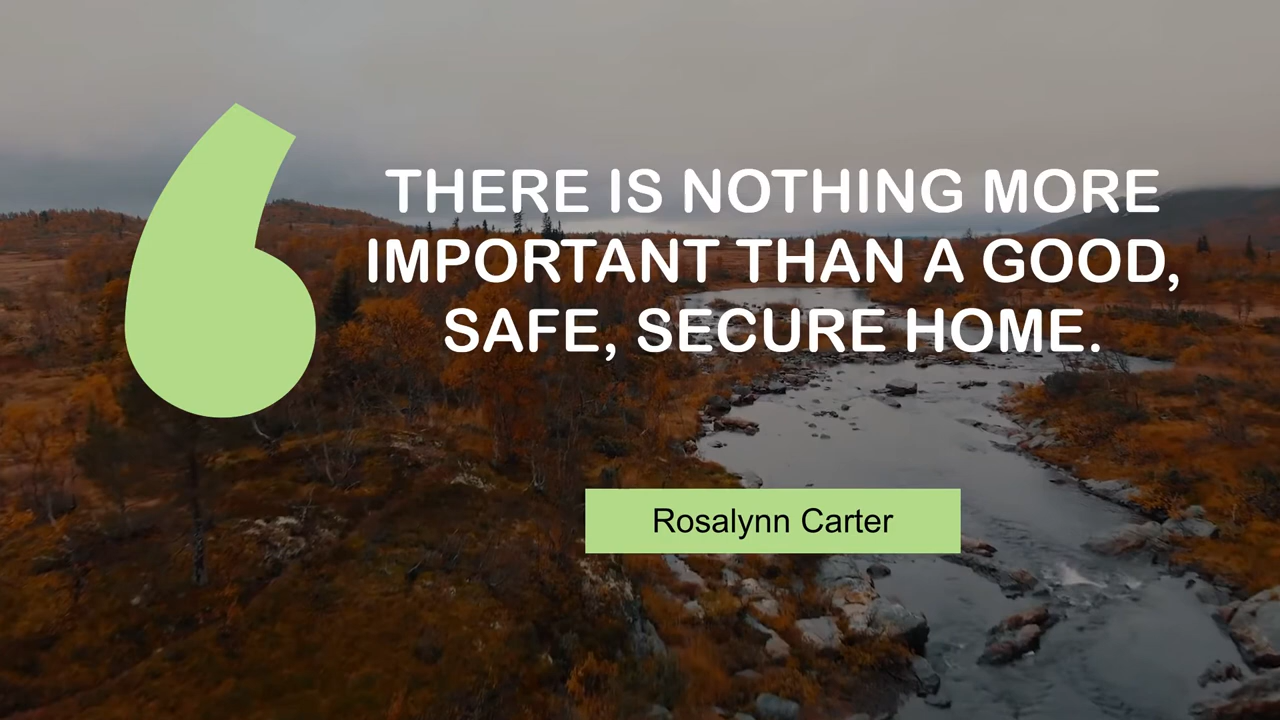 THERE IS NOTHING MORE
IMPORTANT THAN A GOOD,
SAFE, SECURE HOME.
Rosalynn Carter